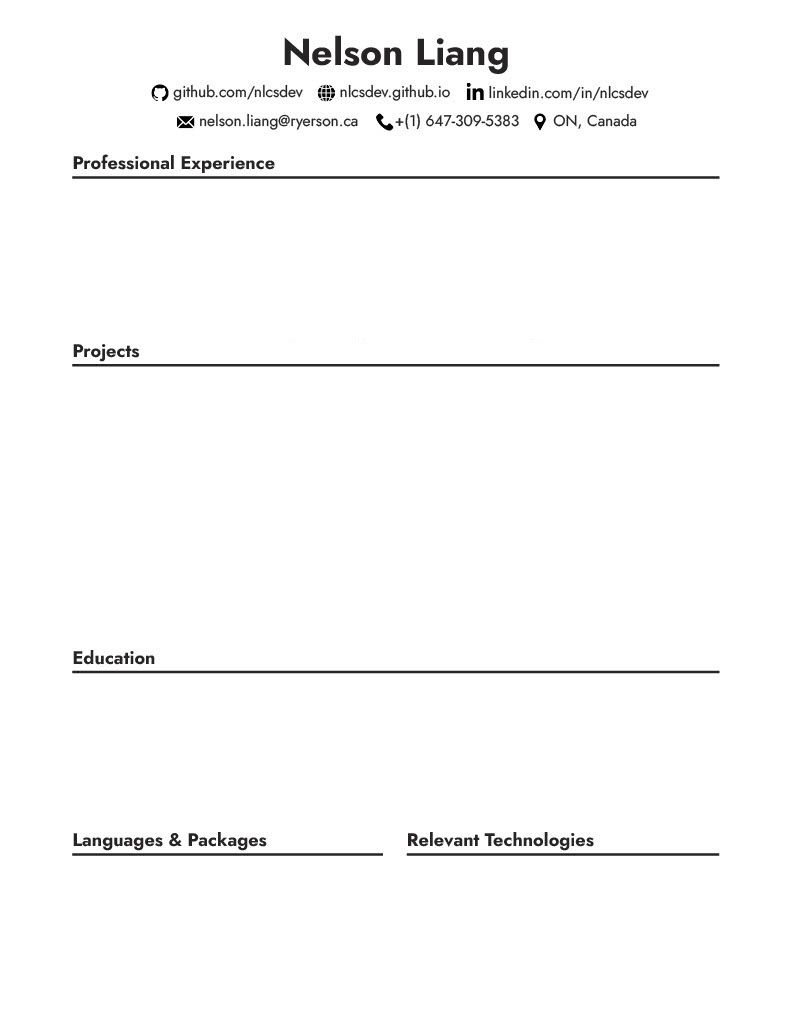 Nelson Liang
github.com/nlcsdev nlcsdev.github.io linkedin.com/in/nlcsdev
nelson.liang@ryerson.ca +(1) 647-309-5383 ON, Canada
Professional Experience
Projects
Education
Languages & Packages
Relevant Technologies